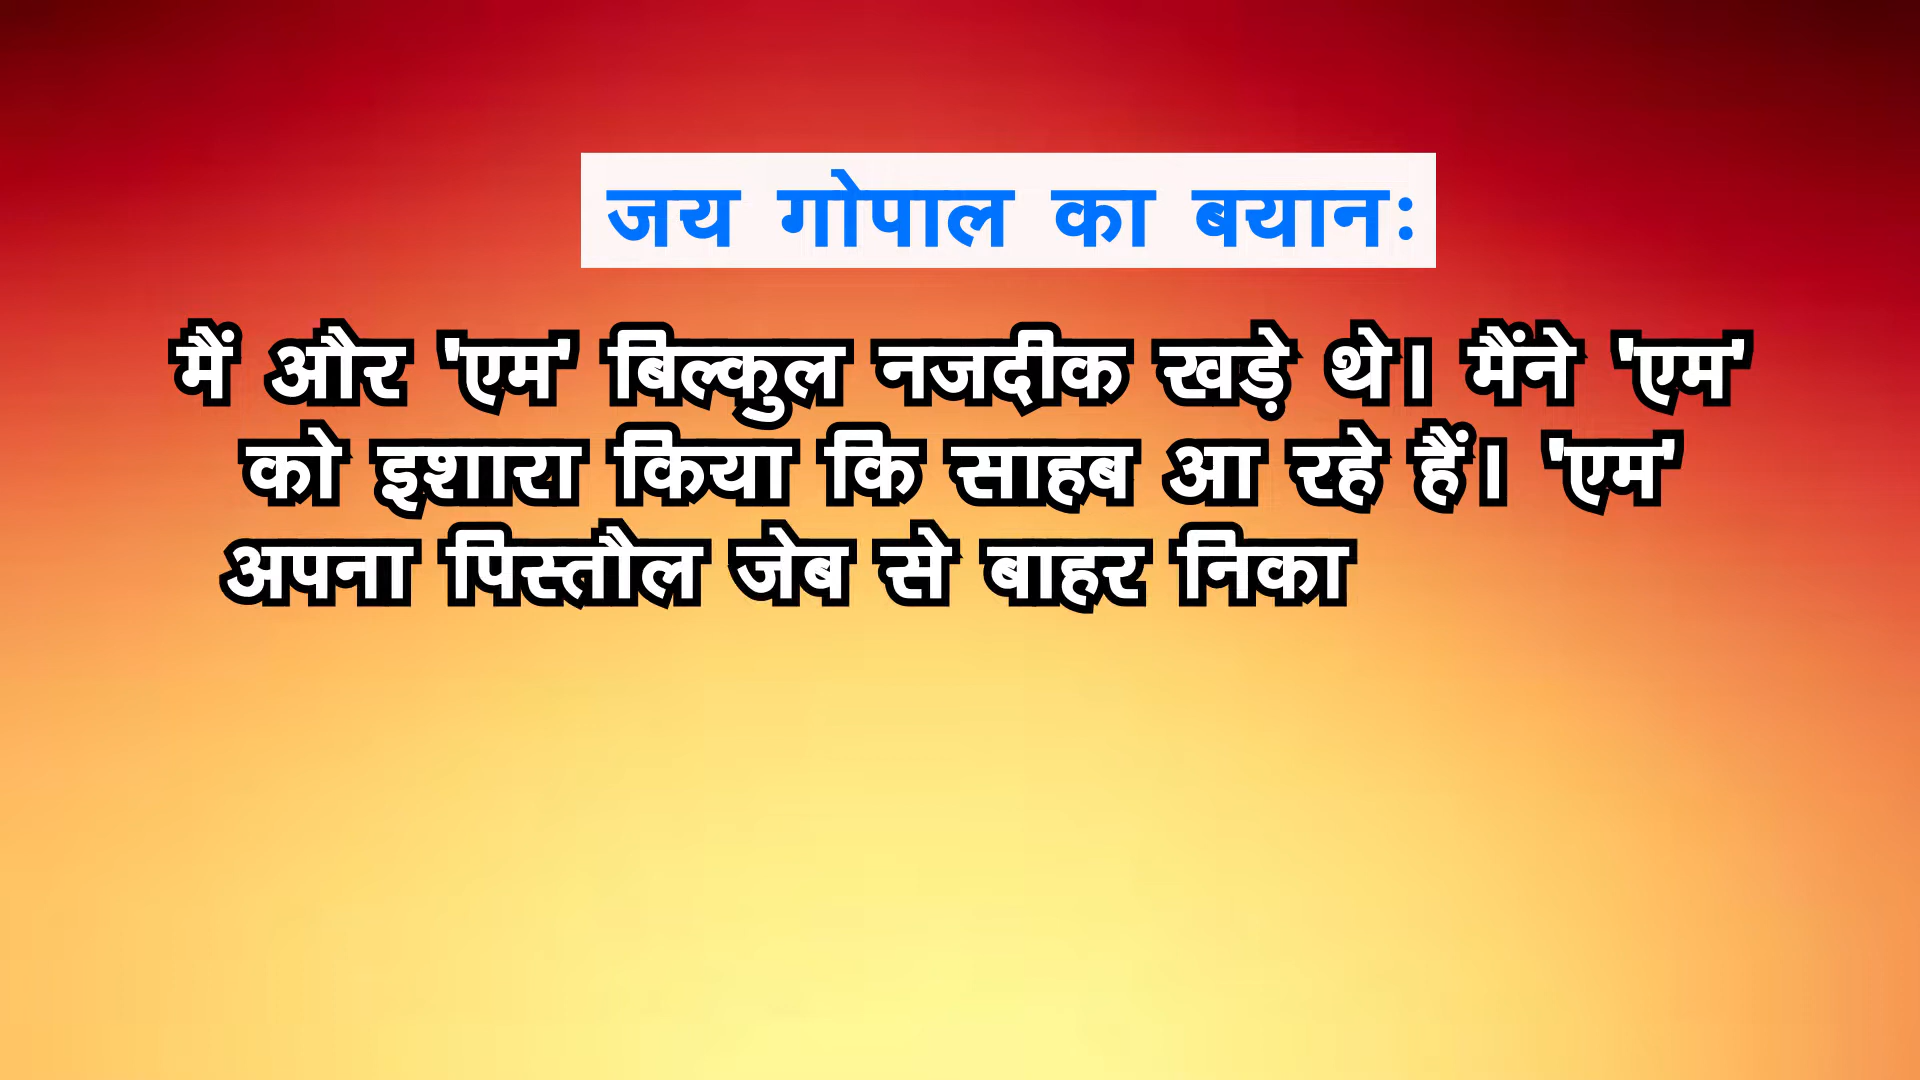 जय गोपाल का बयान:
मैं और 'एम' बिल्कुल नजदीक खड़े थे। मैंने 'एम'
को इशारा किया कि साहब आ रहे हैं। 'एम'
अपना पिस्तौल जेब से बाहर निका